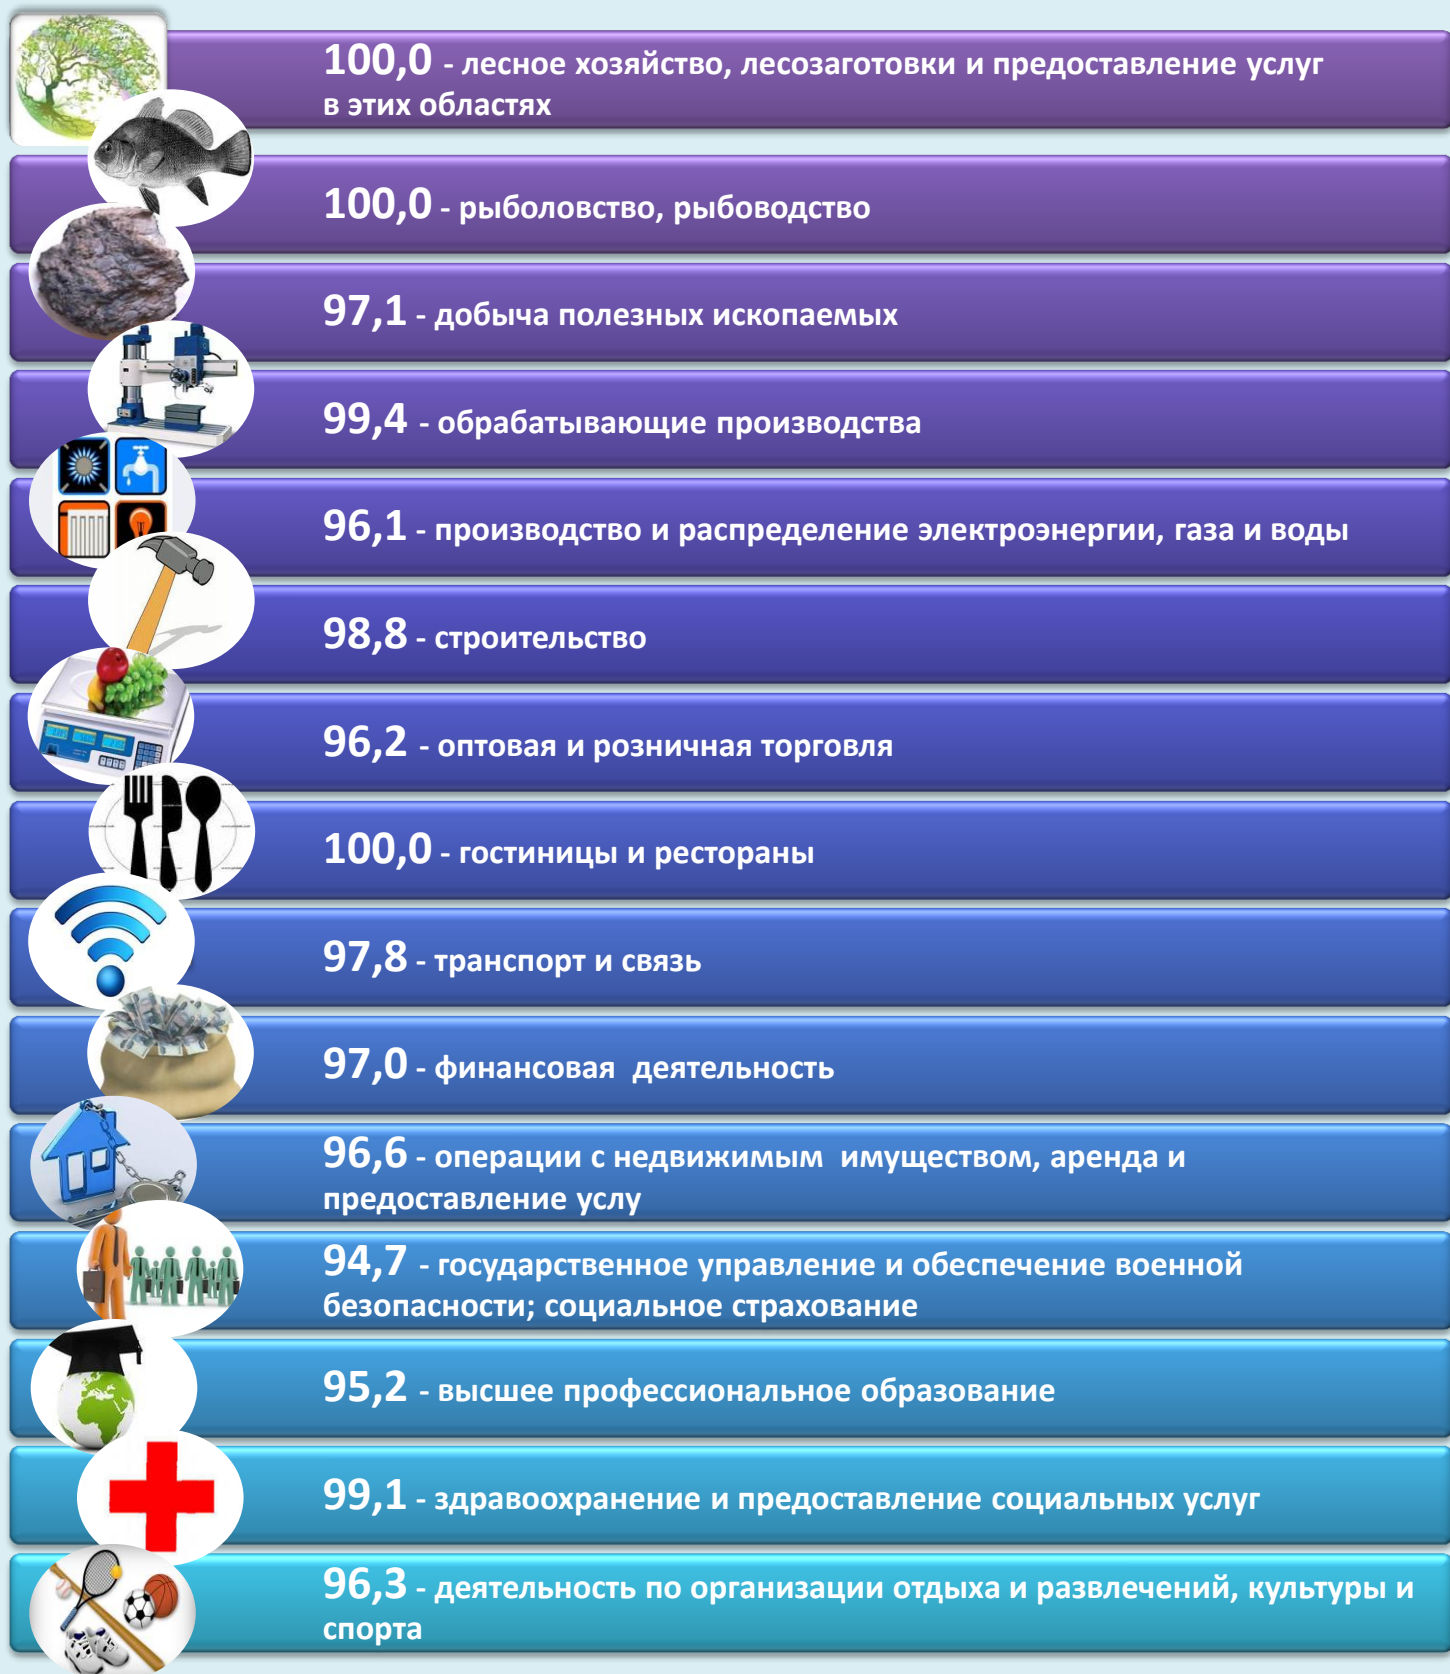 100,0 - лесное хозяйство, лесозаготовки и предоставление услуг
в этих областях
100,0 - рыболовство, рыбоводство
97,1 - добыча полезных ископаемых
99,4 - обрабатывающие производства
96,1 - производство и распределение электроэнергии, газа и воды
98,8 - строительство
96,2 - оптовая и розничная торговля
100,0 - гостиницы и рестораны
97,8 - транспорт и связь
97,0 - финансовая деятельность
96,6 - операции с недвижимым имуществом, аренда и
предоставление услу
94,7 - государственное управление и обеспечение военной
безопасности; социальное страхование
95,2 - высшее профессиональное образование
99,1 - здравоохранение и предоставление социальных услуг
96,3 - деятельность по организации отдыха и развлечений, культуры и
спорта